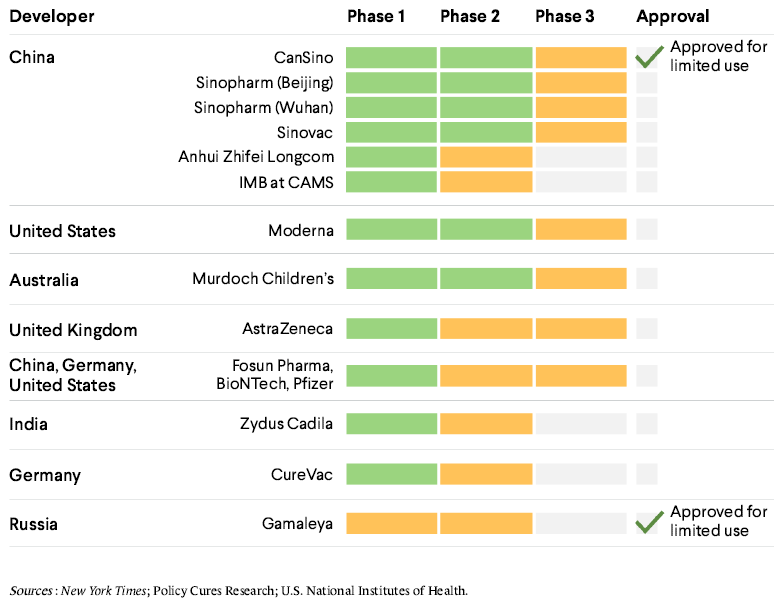 Developer Phase 1 Phase 2 Phase 3 Approval
China CanSino Approved for
limited use
Sinopharm (Beijing)
Sinopharm (Wuhan)
Sinovac
Anhui Zhifei Longcom
IMB at CAMS
United States Moderna
Australia Murdoch Children's
United Kingdom AstraZeneca
China, Germany,
United States
Fosun Pharma,
BioNTech, Pfizer
India Zydus Cadila
Germany CureVac
Russia Gamaleya Approved for
limited use
Sources : New York Times; Policy Cures Research; U.S. National Institutes of Health.